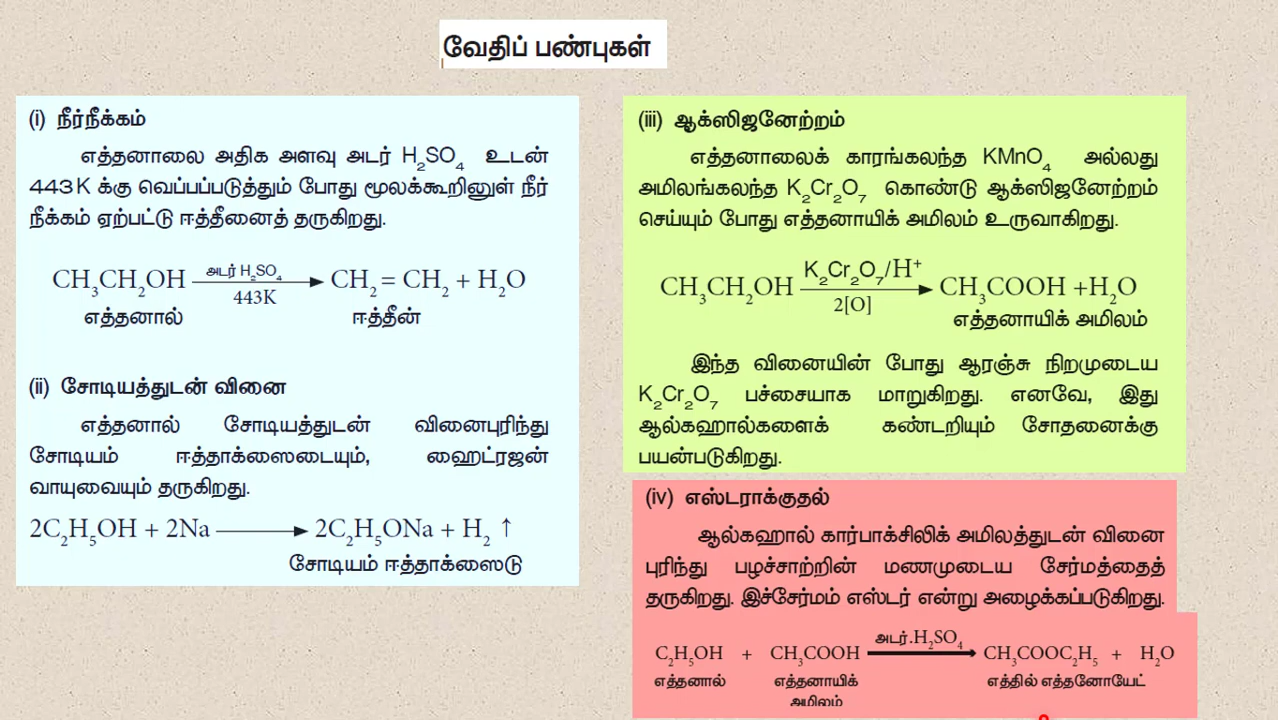 வேதிப் பண்புகள்
(i) நீர்நீக்கம்
எத்தனாலை அதிக அளவு அடர் H₂SO₄ உடன்
443K க்கு வெப்பப்படுத்தும் போது மூலக்கூறினுள் நீர்
நீக்கம் ஏற்பட்டு ஈத்தீனைத் தருகிறது.
அடர் H₂SO₄
CH₃CH₂OH ⟶ CH₂ = CH₂ + H₂O
443K
எத்தனால் ஈத்தீன்
(ii) சோடியத்துடன் வினை
எத்தனால் சோடியத்துடன் வினைபுரிந்து
சோடியம் ஈத்தாக்ஸைடையும், ஹைட்ரஜன்
வாயுவையும் தருகிறது.
2C₂H₅OH + 2Na ⟶ 2C₂H₅ONa + H₂ ↑
சோடியம் ஈத்தாக்ஸைடு
(iii) ஆக்ஸிஜனேற்றம்
எத்தனாலைக் காரங்கலந்த KMnO₄ அல்லது
அமிலங்கலந்த K₂Cr₂O₇ கொண்டு ஆக்ஸிஜனேற்றம்
செய்யும் போது எத்தனாயிக் அமிலம் உருவாகிறது.
K₂Cr₂O₇/H⁺
CH₃CH₂OH ⟶ CH₃COOH +H₂O
2[O]
எத்தனாயிக் அமிலம்
இந்த வினையின் போது ஆரஞ்சு நிறமுடைய
K₂Cr₂O₇ பச்சையாக மாறுகிறது. எனவே, இது
ஆல்கஹால்களைக் கண்டறியும் சோதனைக்கு
பயன்படுகிறது.
(iv) எஸ்டராக்குதல்
ஆல்கஹால் கார்பாக்சிலிக் அமிலத்துடன் வினை
புரிந்து பழச்சாற்றின் மணமுடைய சேர்மத்தைத்
தருகிறது. இச்சேர்மம் எஸ்டர் என்று அழைக்கப்படுகிறது.
அடர்.H₂SO₄
C₂H₅OH + CH₃COOH ⟶ CH₃COOC₂H₅ + H₂O
எத்தனால் எத்தனாயிக் எத்தில் எத்தனோயேட்
அமிலம்